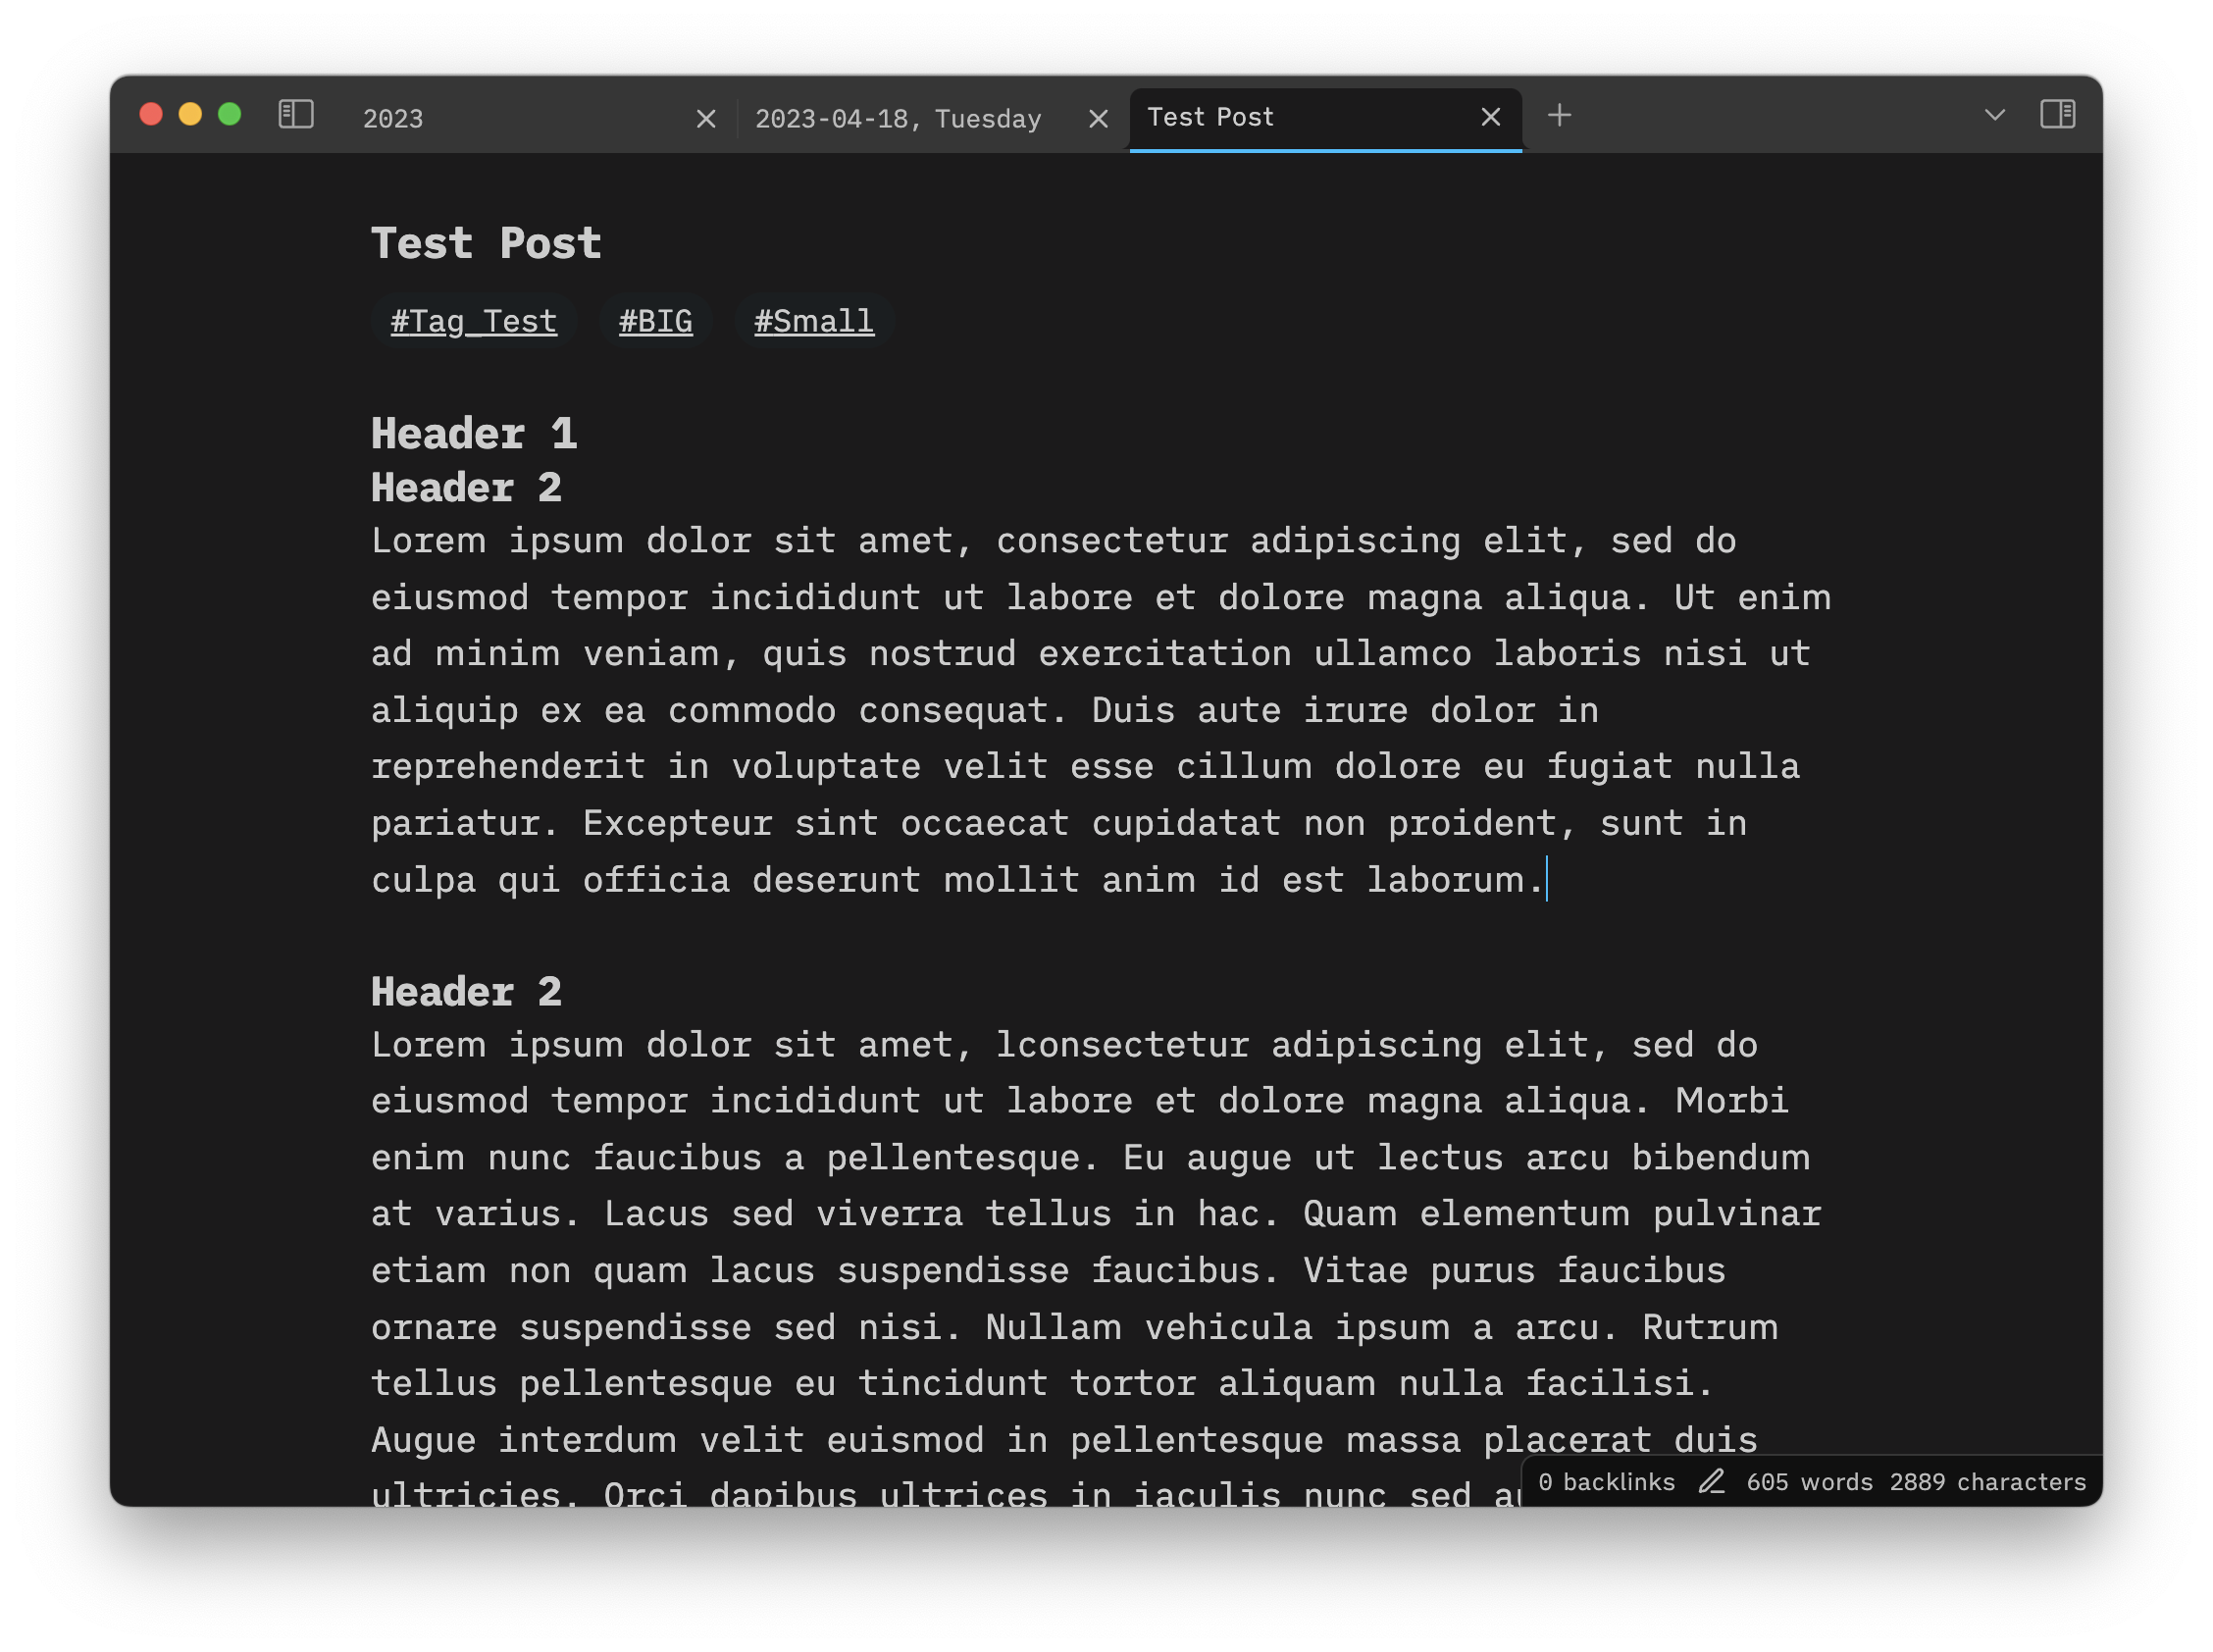 2023
2023-04-18, Tuesday
Test Post
Test Post
#Tag_Test #BIG #Small
Header 1
Header 2
Lorem ipsum dolor sit amet, consectetur adipiscing elit, sed do
eiusmod tempor incididunt ut labore et dolore magna aliqua. Ut enim
ad minim veniam, quis nostrud exercitation ullamco laboris nisi ut
aliquip ex ea commodo consequat. Duis aute irure dolor in
reprehenderit in voluptate velit esse cillum dolore eu fugiat nulla
pariatur. Excepteur sint occaecat cupidatat non proident, sunt in
culpa qui officia deserunt mollit anim id est laborum.
Header 2
Lorem ipsum dolor sit amet, lconsectetur adipiscing elit, sed do
eiusmod tempor incididunt ut labore et dolore magna aliqua. Morbi
enim nunc faucibus a pellentesque. Eu augue ut lectus arcu bibendum
at varius. Lacus sed viverra tellus in hac. Quam elementum pulvinar
etiam non quam lacus suspendisse faucibus. Vitae purus faucibus
ornare suspendisse sed nisi. Nullam vehicula ipsum a arcu. Rutrum
tellus pellentesque eu tincidunt tortor aliquam nulla facilisi.
Augue interdum velit euismod in pellentesque massa placerat duis
ultricies. Orci dapibus ultrices in iaculis nunc sed
0 backlinks 605 words 2889 characters